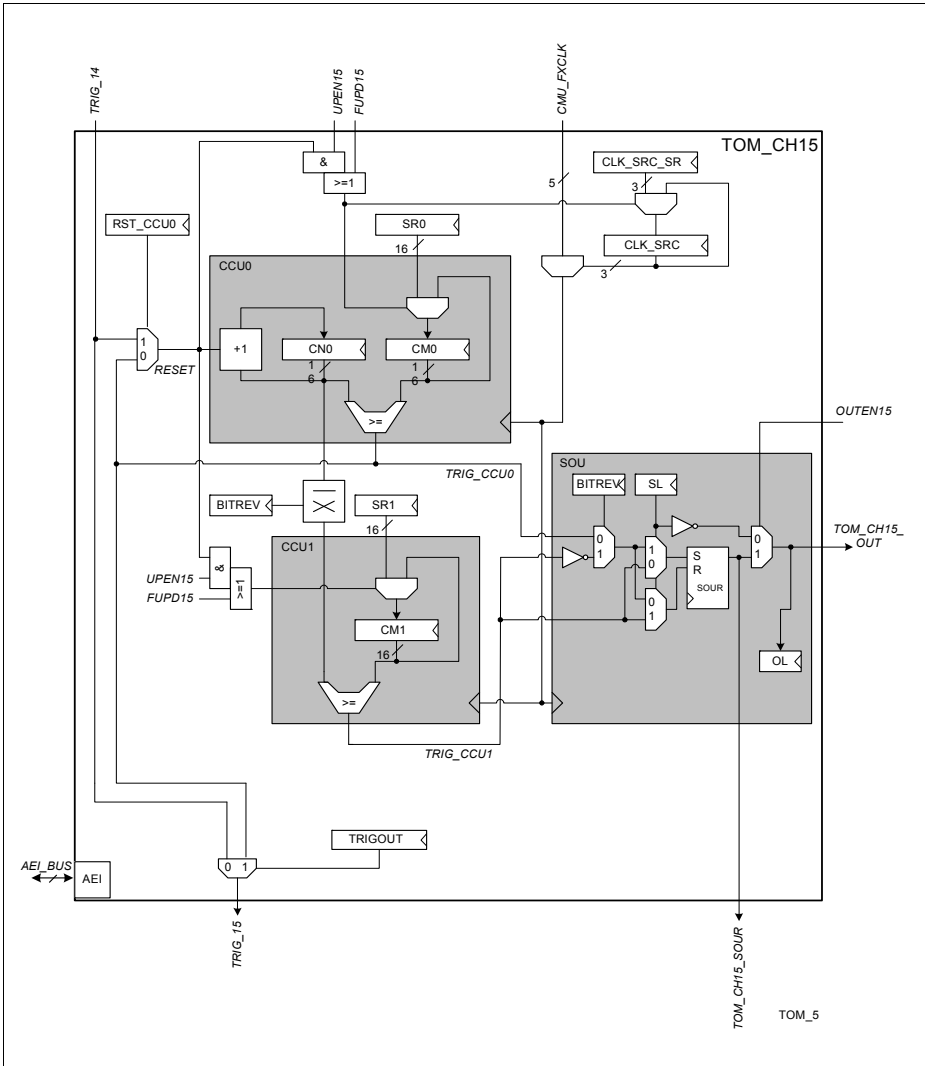 TRIG_14
UPEN15
FUPD15
CMU_FXCLK
TOM_CH15
&
>=1
5
CLK_SRC_SR
3
RST_CCU0
SR0
16
CLK_SRC
3
CCU0
1
0
RESET
+1
CN0
CM0
1
6
1
6
>=
OUTEN15
TRIG_CCU0
SOU
BITREV
SL
BITREV
SR1
16
0
1
1
0
S
R
SOUR
0
1
TOM_CH15_
OUT
CCU1
&
>=1
UPEN15
FUPD15
0
1
CM1
16
OL
>=
TRIG_CCU1
TRIGOUT
AEI_BUS
AEI
0 1
TRIG_15
TOM_CH15_SOUR
TOM_5